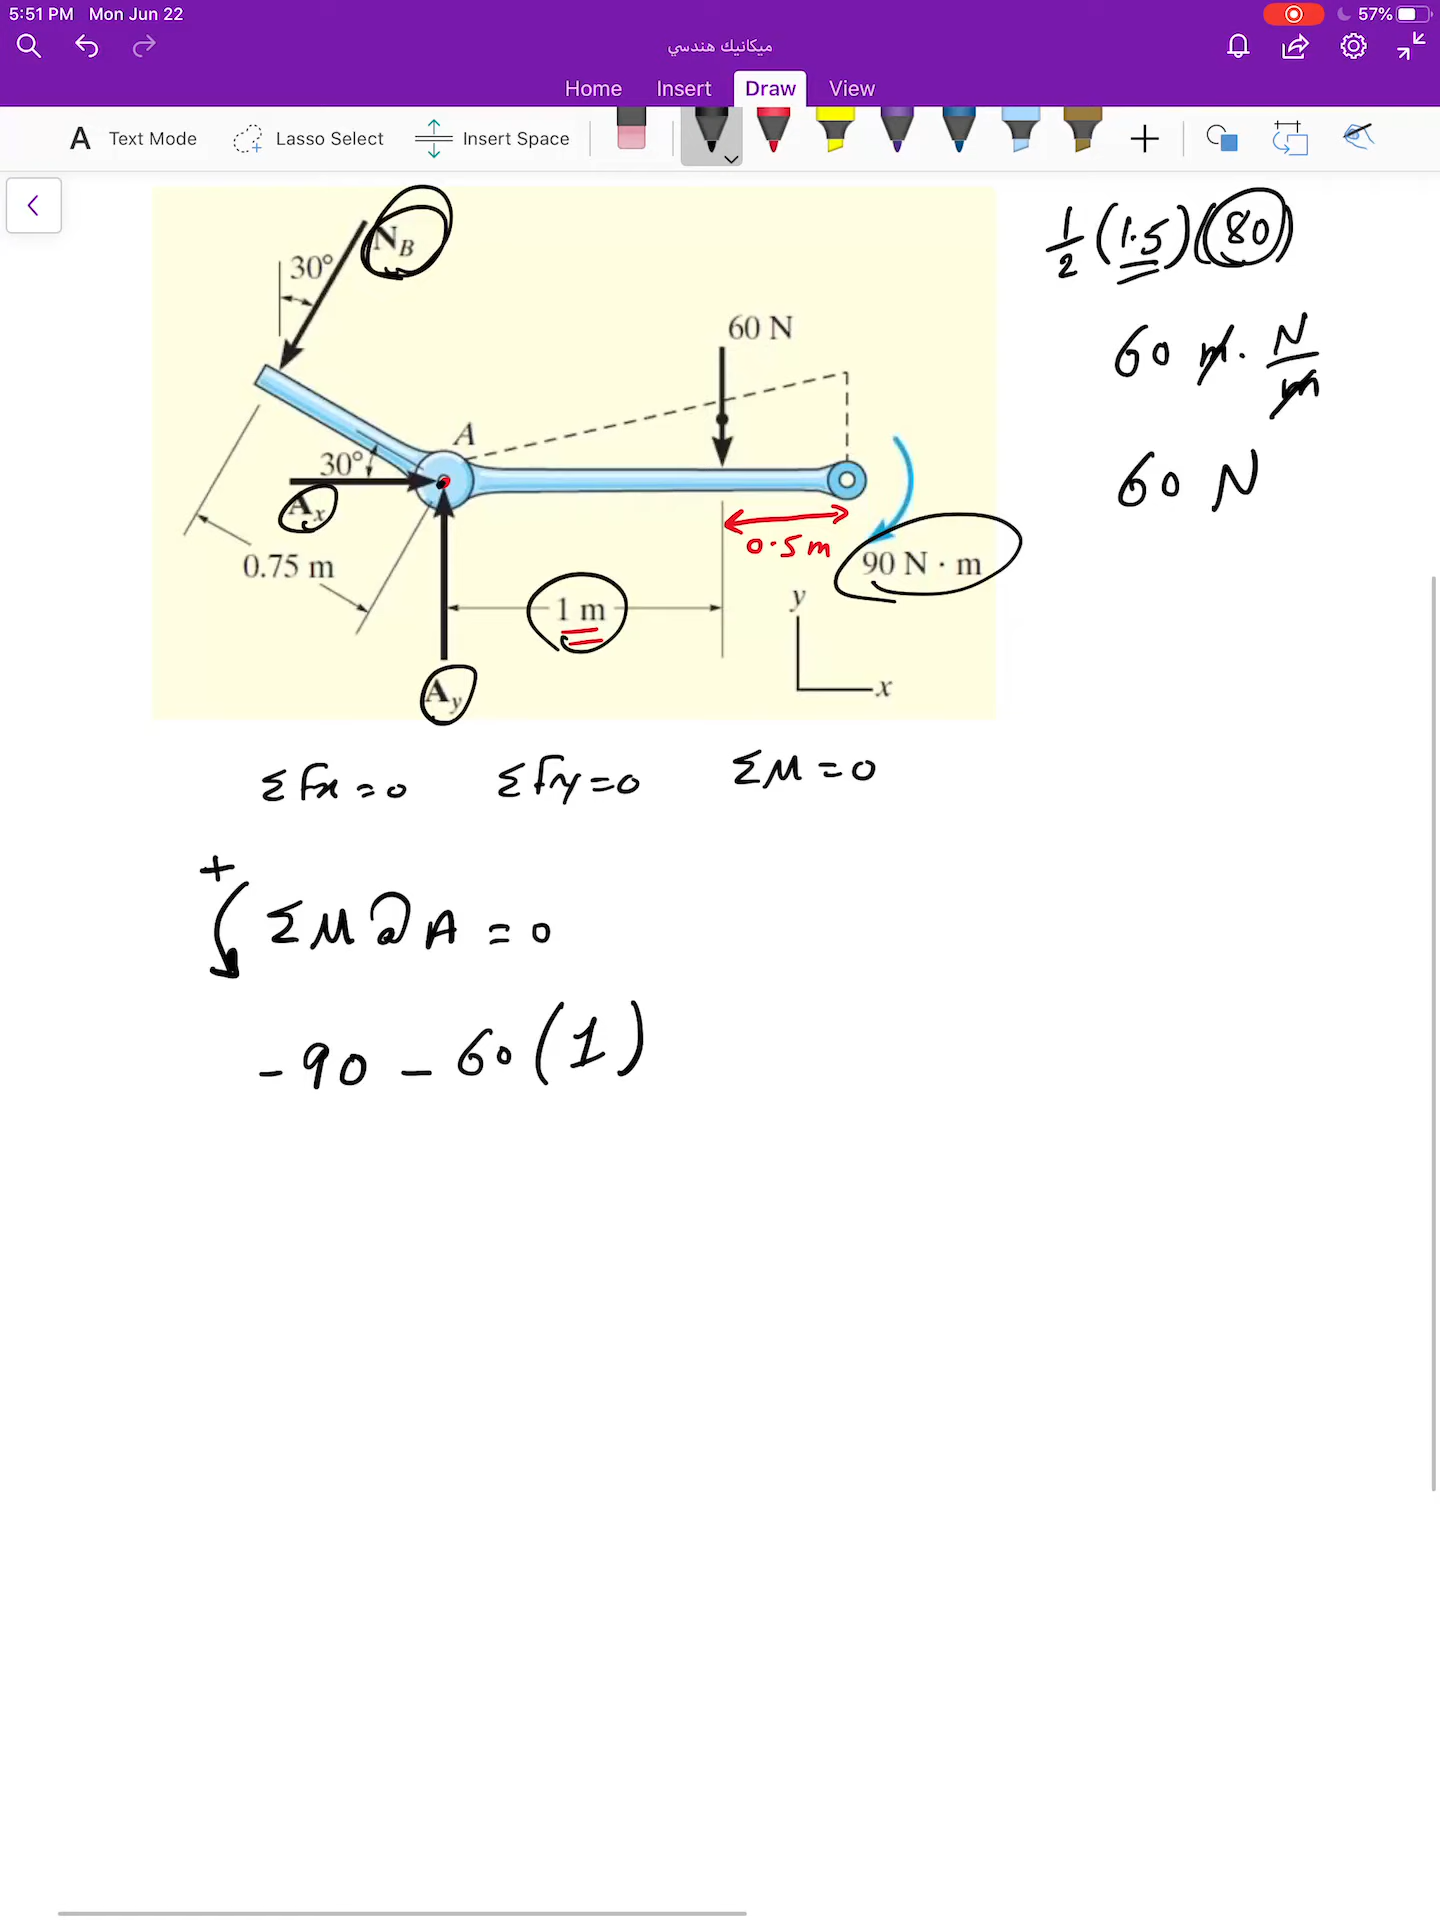 5:51 PM Mon Jun 22
57%
ميكانيك هندسي
Home Insert Draw View
A Text Mode Lasso Select Insert Space
N_B
30°
60 N
A
30°
A_x
0.75 m
0.5 m
90 N · m
1 m
y
x
A_y
1/2 (1.5)(80)
60 m. N/m
60 N
ΣFx = 0 ΣFy = 0 ΣM = 0
+
ΣM @ A = 0
- 90 - 60 (1)